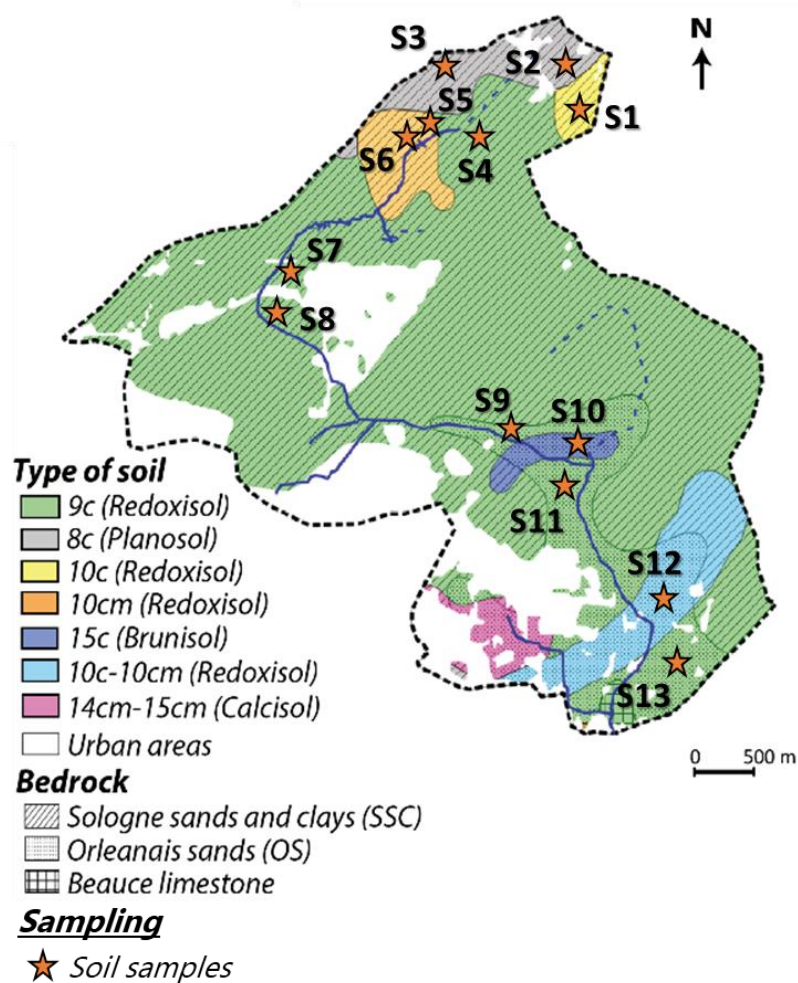 N
S3
S2
S5
S1
S6
S4
S7
S8
S9
S10
S11
S12
S13
0 500 m
Type of soil
9c (Redoxisol)
8c (Planosol)
10c (Redoxisol)
10cm (Redoxisol)
15c (Brunisol)
10c-10cm (Redoxisol)
14cm-15cm (Calcisol)
Urban areas
Bedrock
Sologne sands and clays (SSC)
Orleanais sands (OS)
Beauce limestone
Sampling
Soil samples